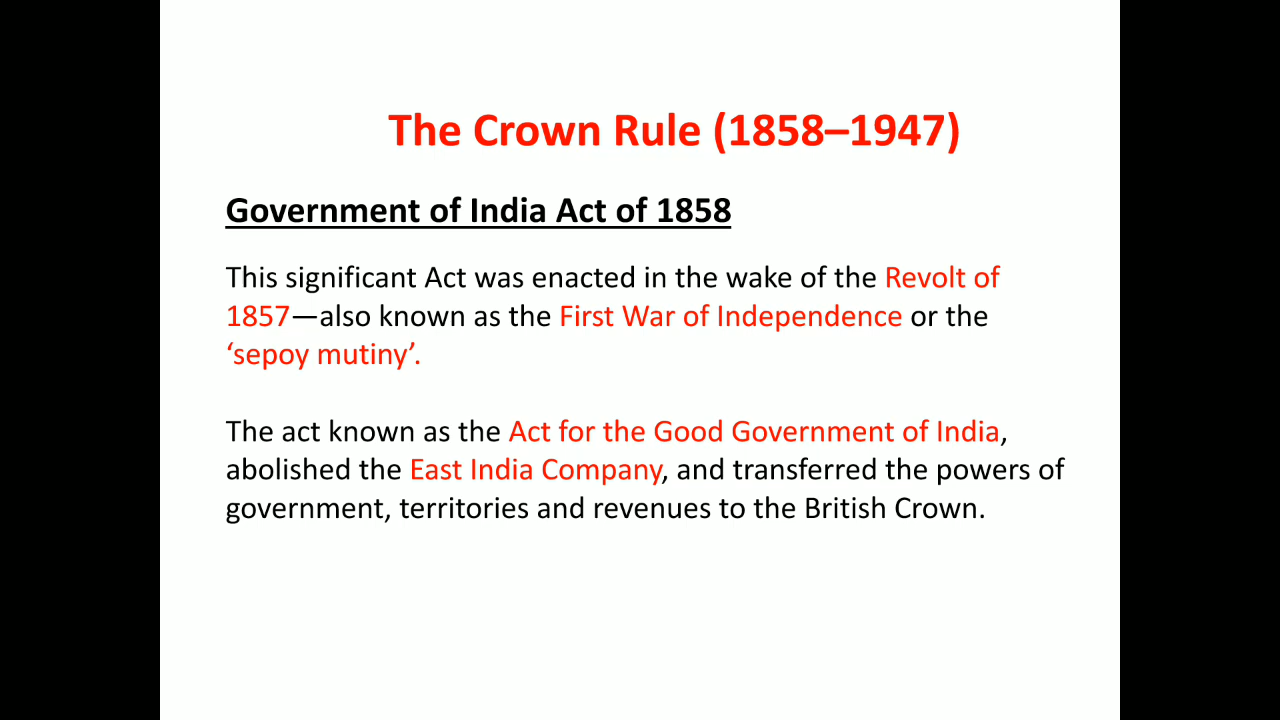 The Crown Rule (1858–1947)
Government of India Act of 1858
This significant Act was enacted in the wake of the Revolt of
1857—also known as the First War of Independence or the
‘sepoy mutiny’.
The act known as the Act for the Good Government of India,
abolished the East India Company, and transferred the powers of
government, territories and revenues to the British Crown.